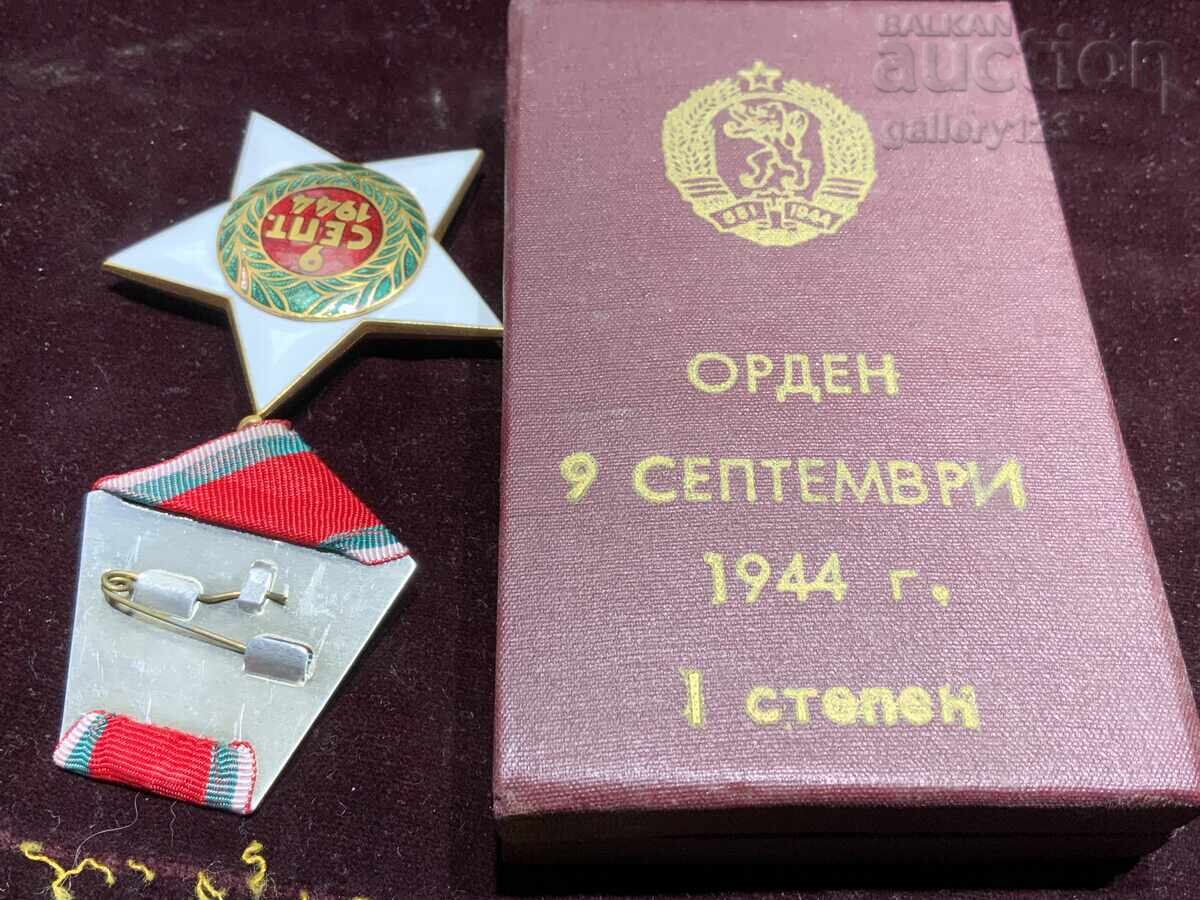 BALKAN
auction
gallery123
681 1944
ОРДЕН
9 СЕПТЕМВРИ
1944 г.
I степен
9
СЕПТ.
1944